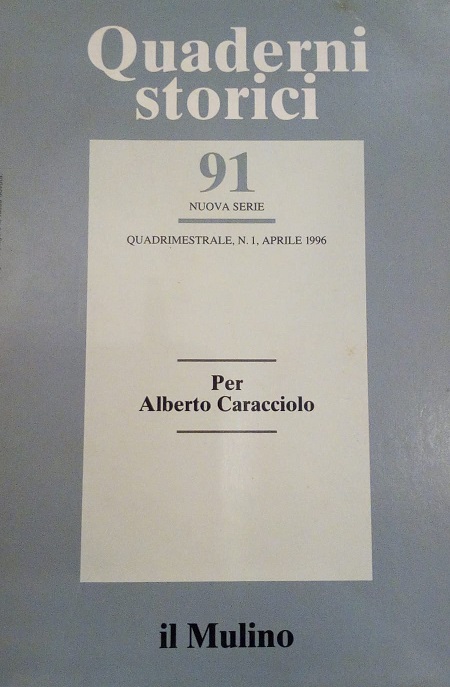 Quaderni
storici
91
NUOVA SERIE
QUADRIMESTRALE, N. 1, APRILE 1996
Per
Alberto Caracciolo
il Mulino